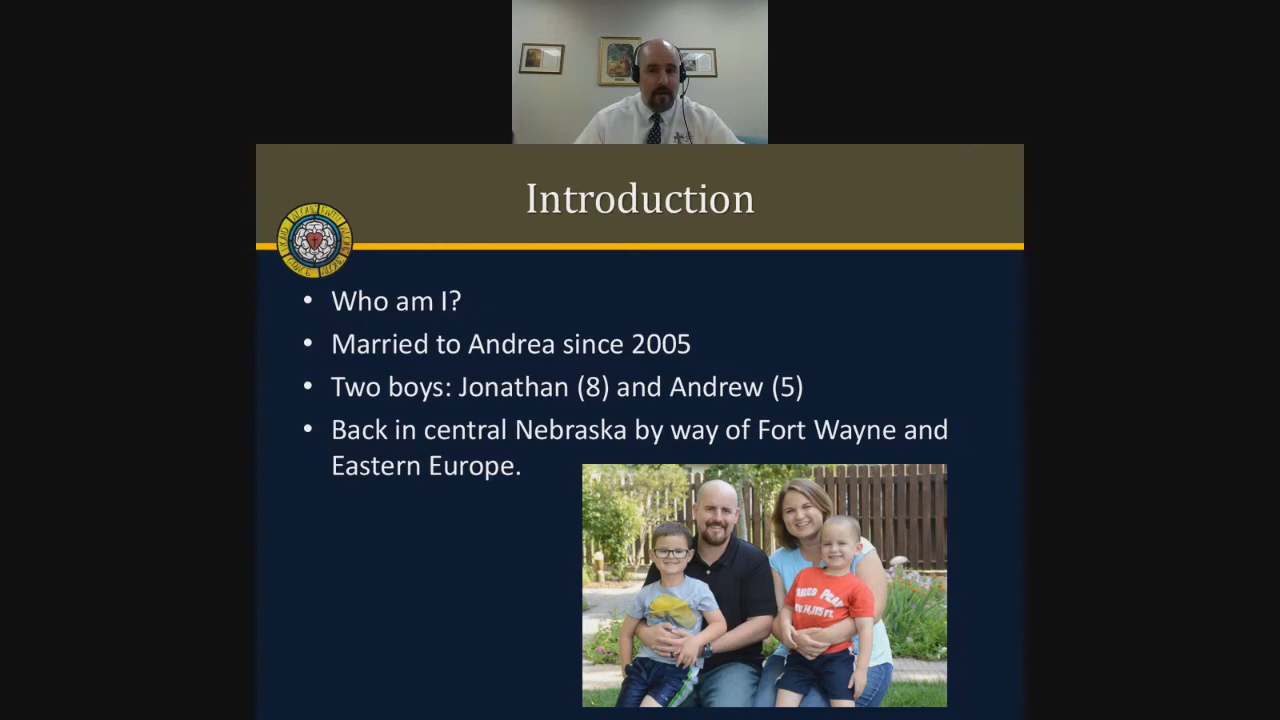 Introduction
• Who am I?
• Married to Andrea since 2005
• Two boys: Jonathan (8) and Andrew (5)
• Back in central Nebraska by way of Fort Wayne and
Eastern Europe.